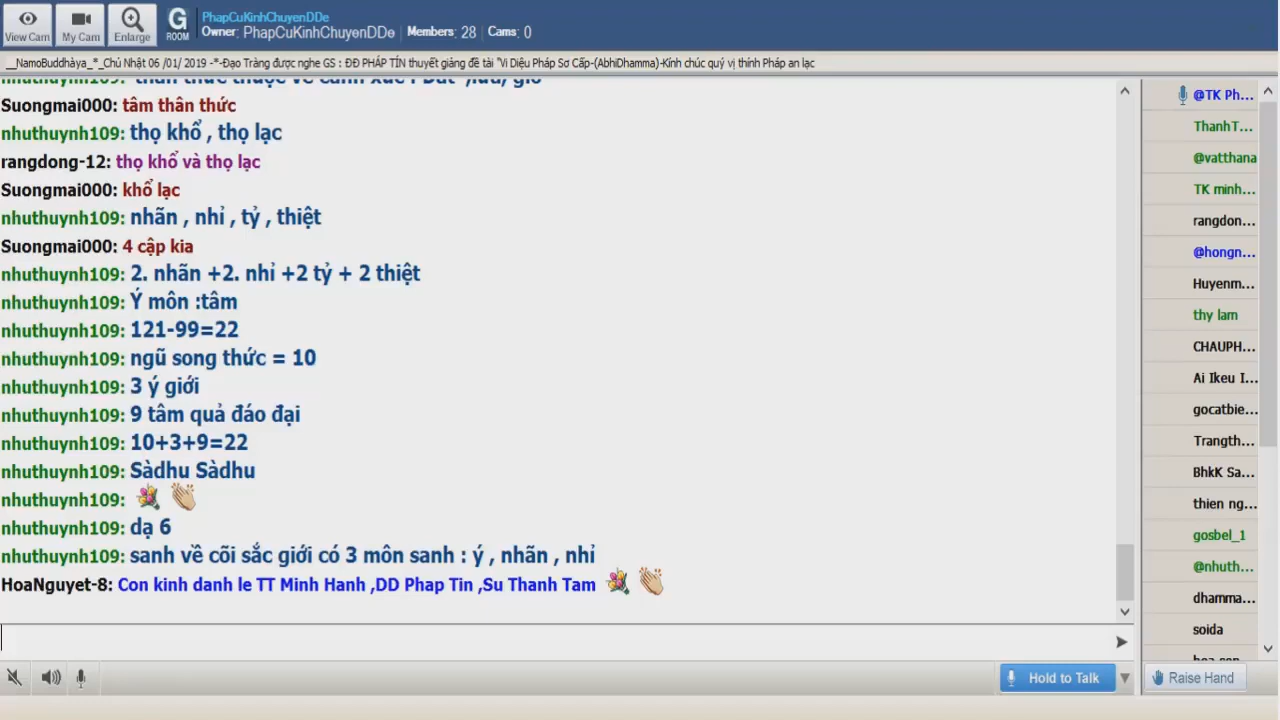 PhapCuKinhChuyenDDe
Owner: PhapCuKinhChuyenDDe Members: 28 Cams: 0
View Cam
My Cam
Enlarge
G
ROOM
__NamoBuddhàya_*_Chủ Nhật 06 /01/ 2019 -*-Đạo Tràng được nghe GS : ĐĐ PHÁP TÍN thuyết giảng đề tài "Vi Diệu Pháp Sơ Cấp-(AbhiDhamma)-Kính chúc quý vị thính Pháp an lạc
Suongmai000: tâm thân thức
nhuthuynh109: thọ khổ , thọ lạc
rangdong-12: thọ khổ và thọ lạc
Suongmai000: khổ lạc
nhuthuynh109: nhãn , nhỉ , tỷ , thiệt
Suongmai000: 4 cập kia
nhuthuynh109: 2. nhãn +2. nhỉ +2 tỷ + 2 thiệt
nhuthuynh109: Ý môn :tâm
nhuthuynh109: 121-99=22
nhuthuynh109: ngũ song thức = 10
nhuthuynh109: 3 ý giới
nhuthuynh109: 9 tâm quả đáo đại
nhuthuynh109: 10+3+9=22
nhuthuynh109: Sàdhu Sàdhu
nhuthuynh109:
nhuthuynh109: dạ 6
nhuthuynh109: sanh về cõi sắc giới có 3 môn sanh : ý , nhãn , nhỉ
HoaNguyet-8: Con kinh danh le TT Minh Hanh ,DD Phap Tin ,Su Thanh Tam
@TK Ph...
ThanhT...
@vatthana
TK minh...
rangdon...
@hongn...
Huyenm...
thy lam
CHAUPH...
Ai Ikeu I...
gocatbie...
Trangth...
BhkK Sa...
thien ng...
gosbel_1
@nhuth...
dhamma...
soida
Hold to Talk
Raise Hand